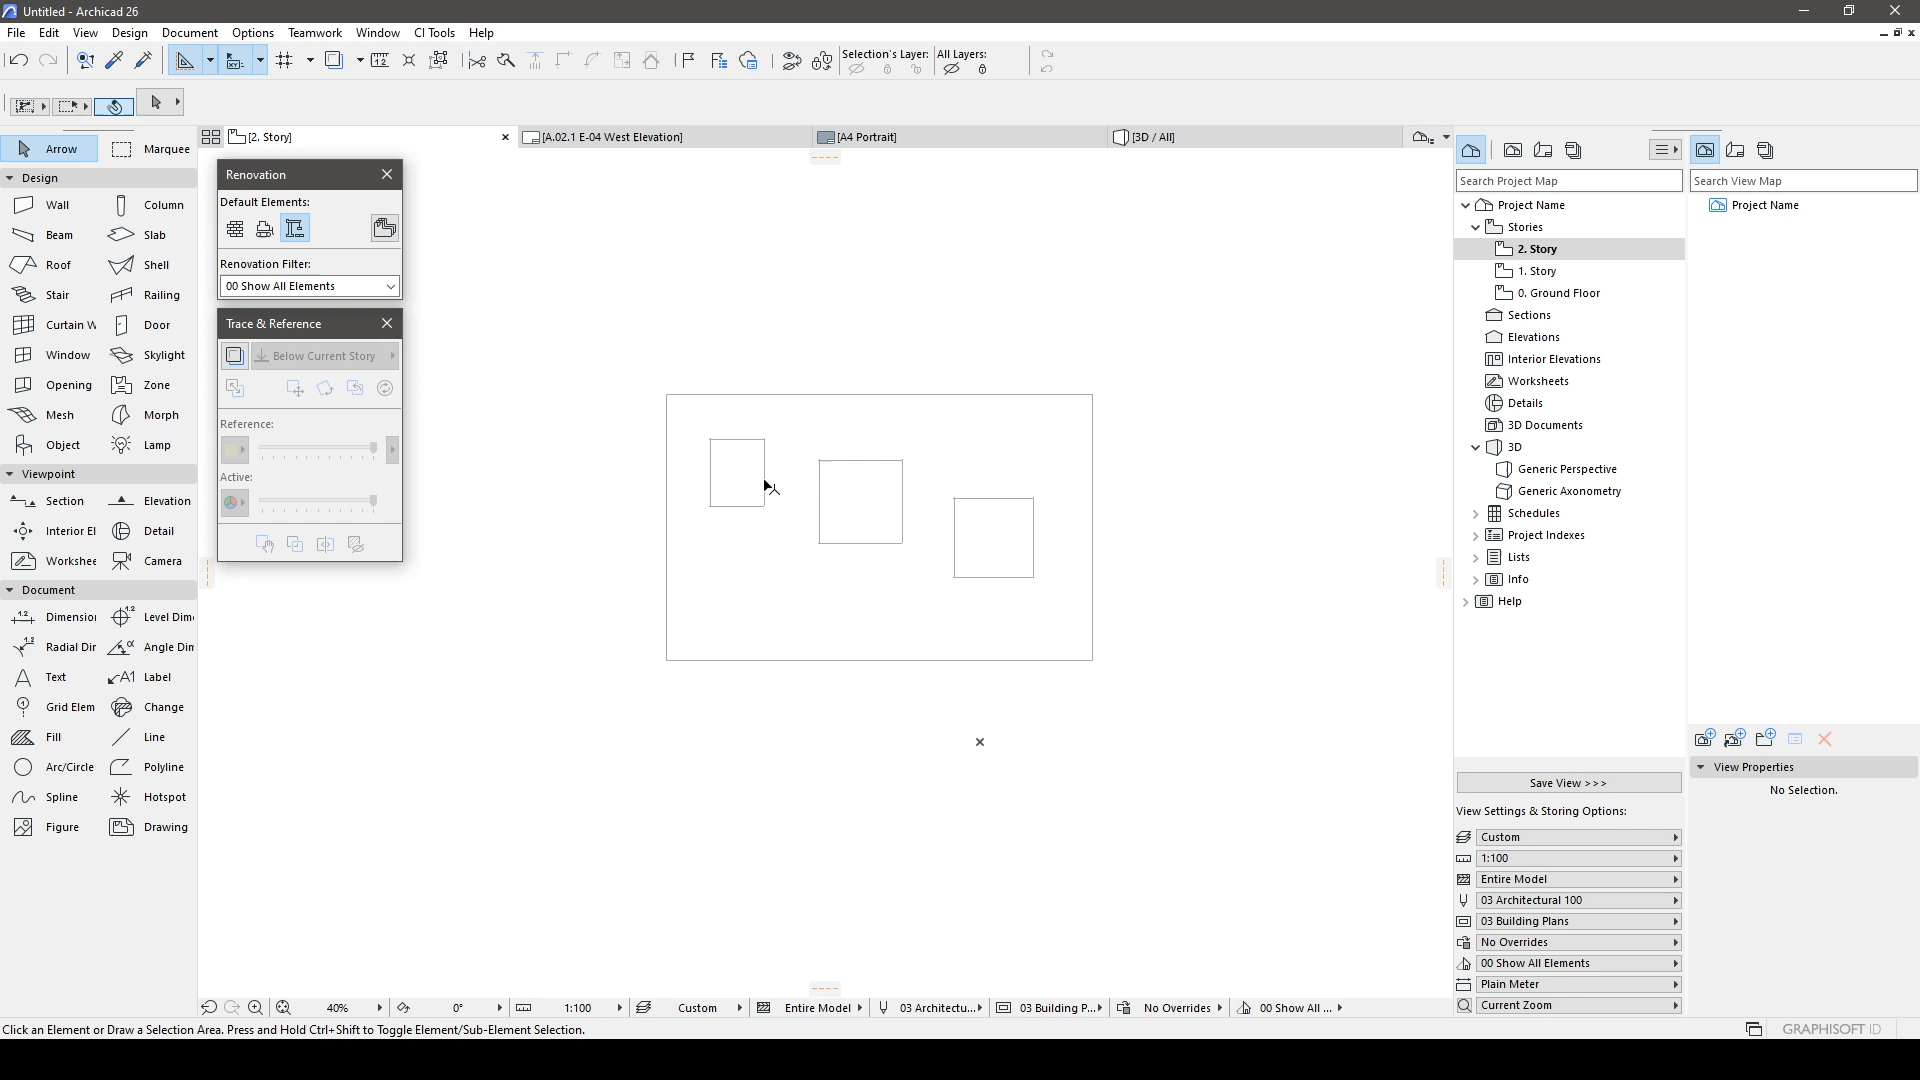 Untitled - Archicad 26
File Edit View Design Document Options Teamwork Window CI Tools Help
Selection's Layer: All Layers:
Arrow Marquee
Design
Wall Column
Beam Slab
Roof Shell
Stair Railing
Curtain W Door
Window Skylight
Opening Zone
Mesh Morph
Object Lamp
Viewpoint
Section Elevation
Interior El Detail
Workshee Camera
Document
Dimension Level Dim
Radial Dir Angle Dim
Text Label
Grid Elem Change
Fill Line
Arc/Circle Polyline
Spline Hotspot
Figure Drawing
[2. Story] [A.02.1 E-04 West Elevation] [A4 Portrait] [3D / All]
Renovation
Default Elements:
Renovation Filter:
00 Show All Elements
Trace & Reference
Below Current Story
Reference:
Active:
Search Project Map
Project Name
Stories
2. Story
1. Story
0. Ground Floor
Sections
Elevations
Interior Elevations
Worksheets
Details
3D Documents
3D
Generic Perspective
Generic Axonometry
Schedules
Project Indexes
Lists
Info
Help
Save View >>>
View Settings & Storing Options:
Custom
1:100
Entire Model
03 Architectural 100
03 Building Plans
No Overrides
00 Show All Elements
Plain Meter
Current Zoom
Search View Map
Project Name
View Properties
No Selection.
40% 0° 1:100 Custom Entire Model 03 Architectu... 03 Building P... No Overrides 00 Show All ...
Click an Element or Draw a Selection Area. Press and Hold Ctrl+Shift to Toggle Element/Sub-Element Selection.
GRAPHISOFT ID